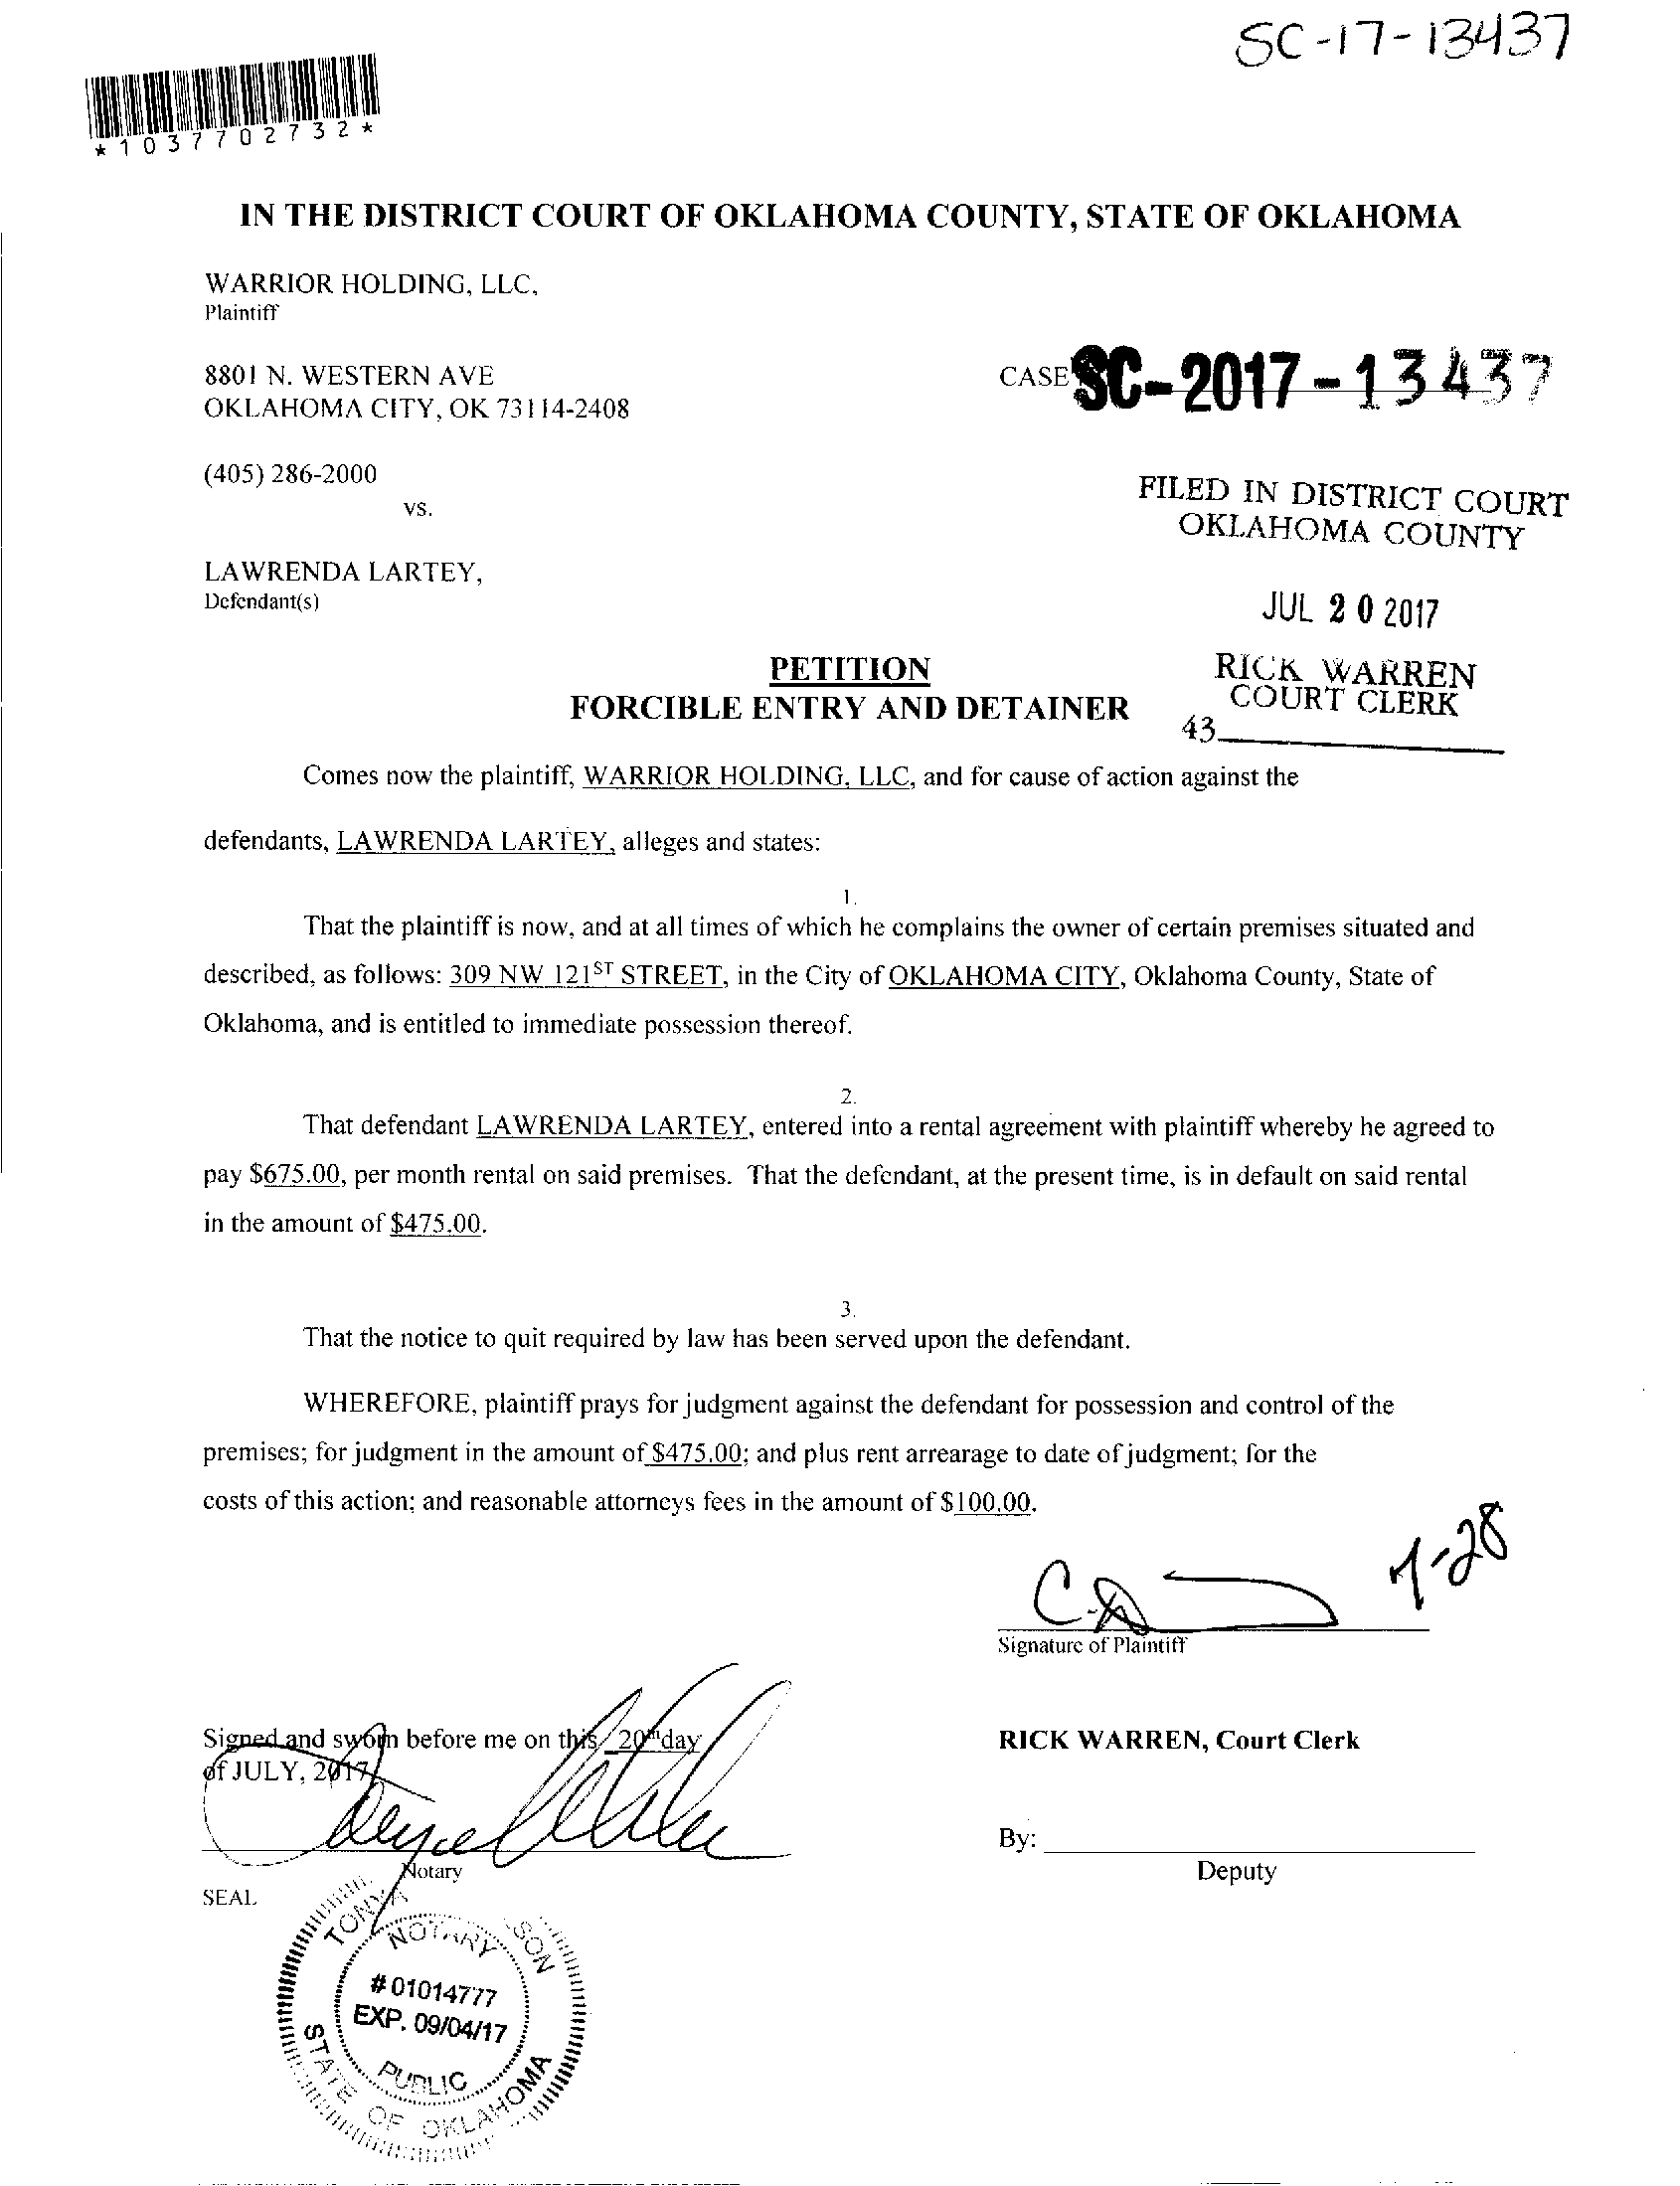 SC-17-13437
*1037702732*
IN THE DISTRICT COURT OF OKLAHOMA COUNTY, STATE OF OKLAHOMA
WARRIOR HOLDING, LLC,
Plaintiff
8801 N. WESTERN AVE
OKLAHOMA CITY, OK 73114-2408
CASE SC-2017-13437
(405) 286-2000
vs.
FILED IN DISTRICT COURT
OKLAHOMA COUNTY
LAWRENDA LARTEY,
Defendant(s)
JUL 20 2017
RICK WARREN
COURT CLERK
43
PETITION
FORCIBLE ENTRY AND DETAINER
Comes now the plaintiff, WARRIOR HOLDING, LLC, and for cause of action against the
defendants, LAWRENDA LARTEY, alleges and states:
1.
That the plaintiff is now, and at all times of which he complains the owner of certain premises situated and
described, as follows: 309 NW 121ST STREET, in the City of OKLAHOMA CITY, Oklahoma County, State of
Oklahoma, and is entitled to immediate possession thereof.
2.
That defendant LAWRENDA LARTEY, entered into a rental agreement with plaintiff whereby he agreed to
pay $675.00, per month rental on said premises. That the defendant, at the present time, is in default on said rental
in the amount of $475.00.
3.
That the notice to quit required by law has been served upon the defendant.
WHEREFORE, plaintiff prays for judgment against the defendant for possession and control of the
premises; for judgment in the amount of $475.00; and plus rent arrearage to date of judgment; for the
costs of this action; and reasonable attorneys fees in the amount of $100.00.
7-28
Signature of Plaintiff
Signed and sworn before me on this 20th day
of JULY, 2017
RICK WARREN, Court Clerk
By:
Deputy
Notary
SEAL
TONYA SON
NOTARY
#01014777
EXP. 09/04/17
PUBLIC
STATE OF OKLAHOMA